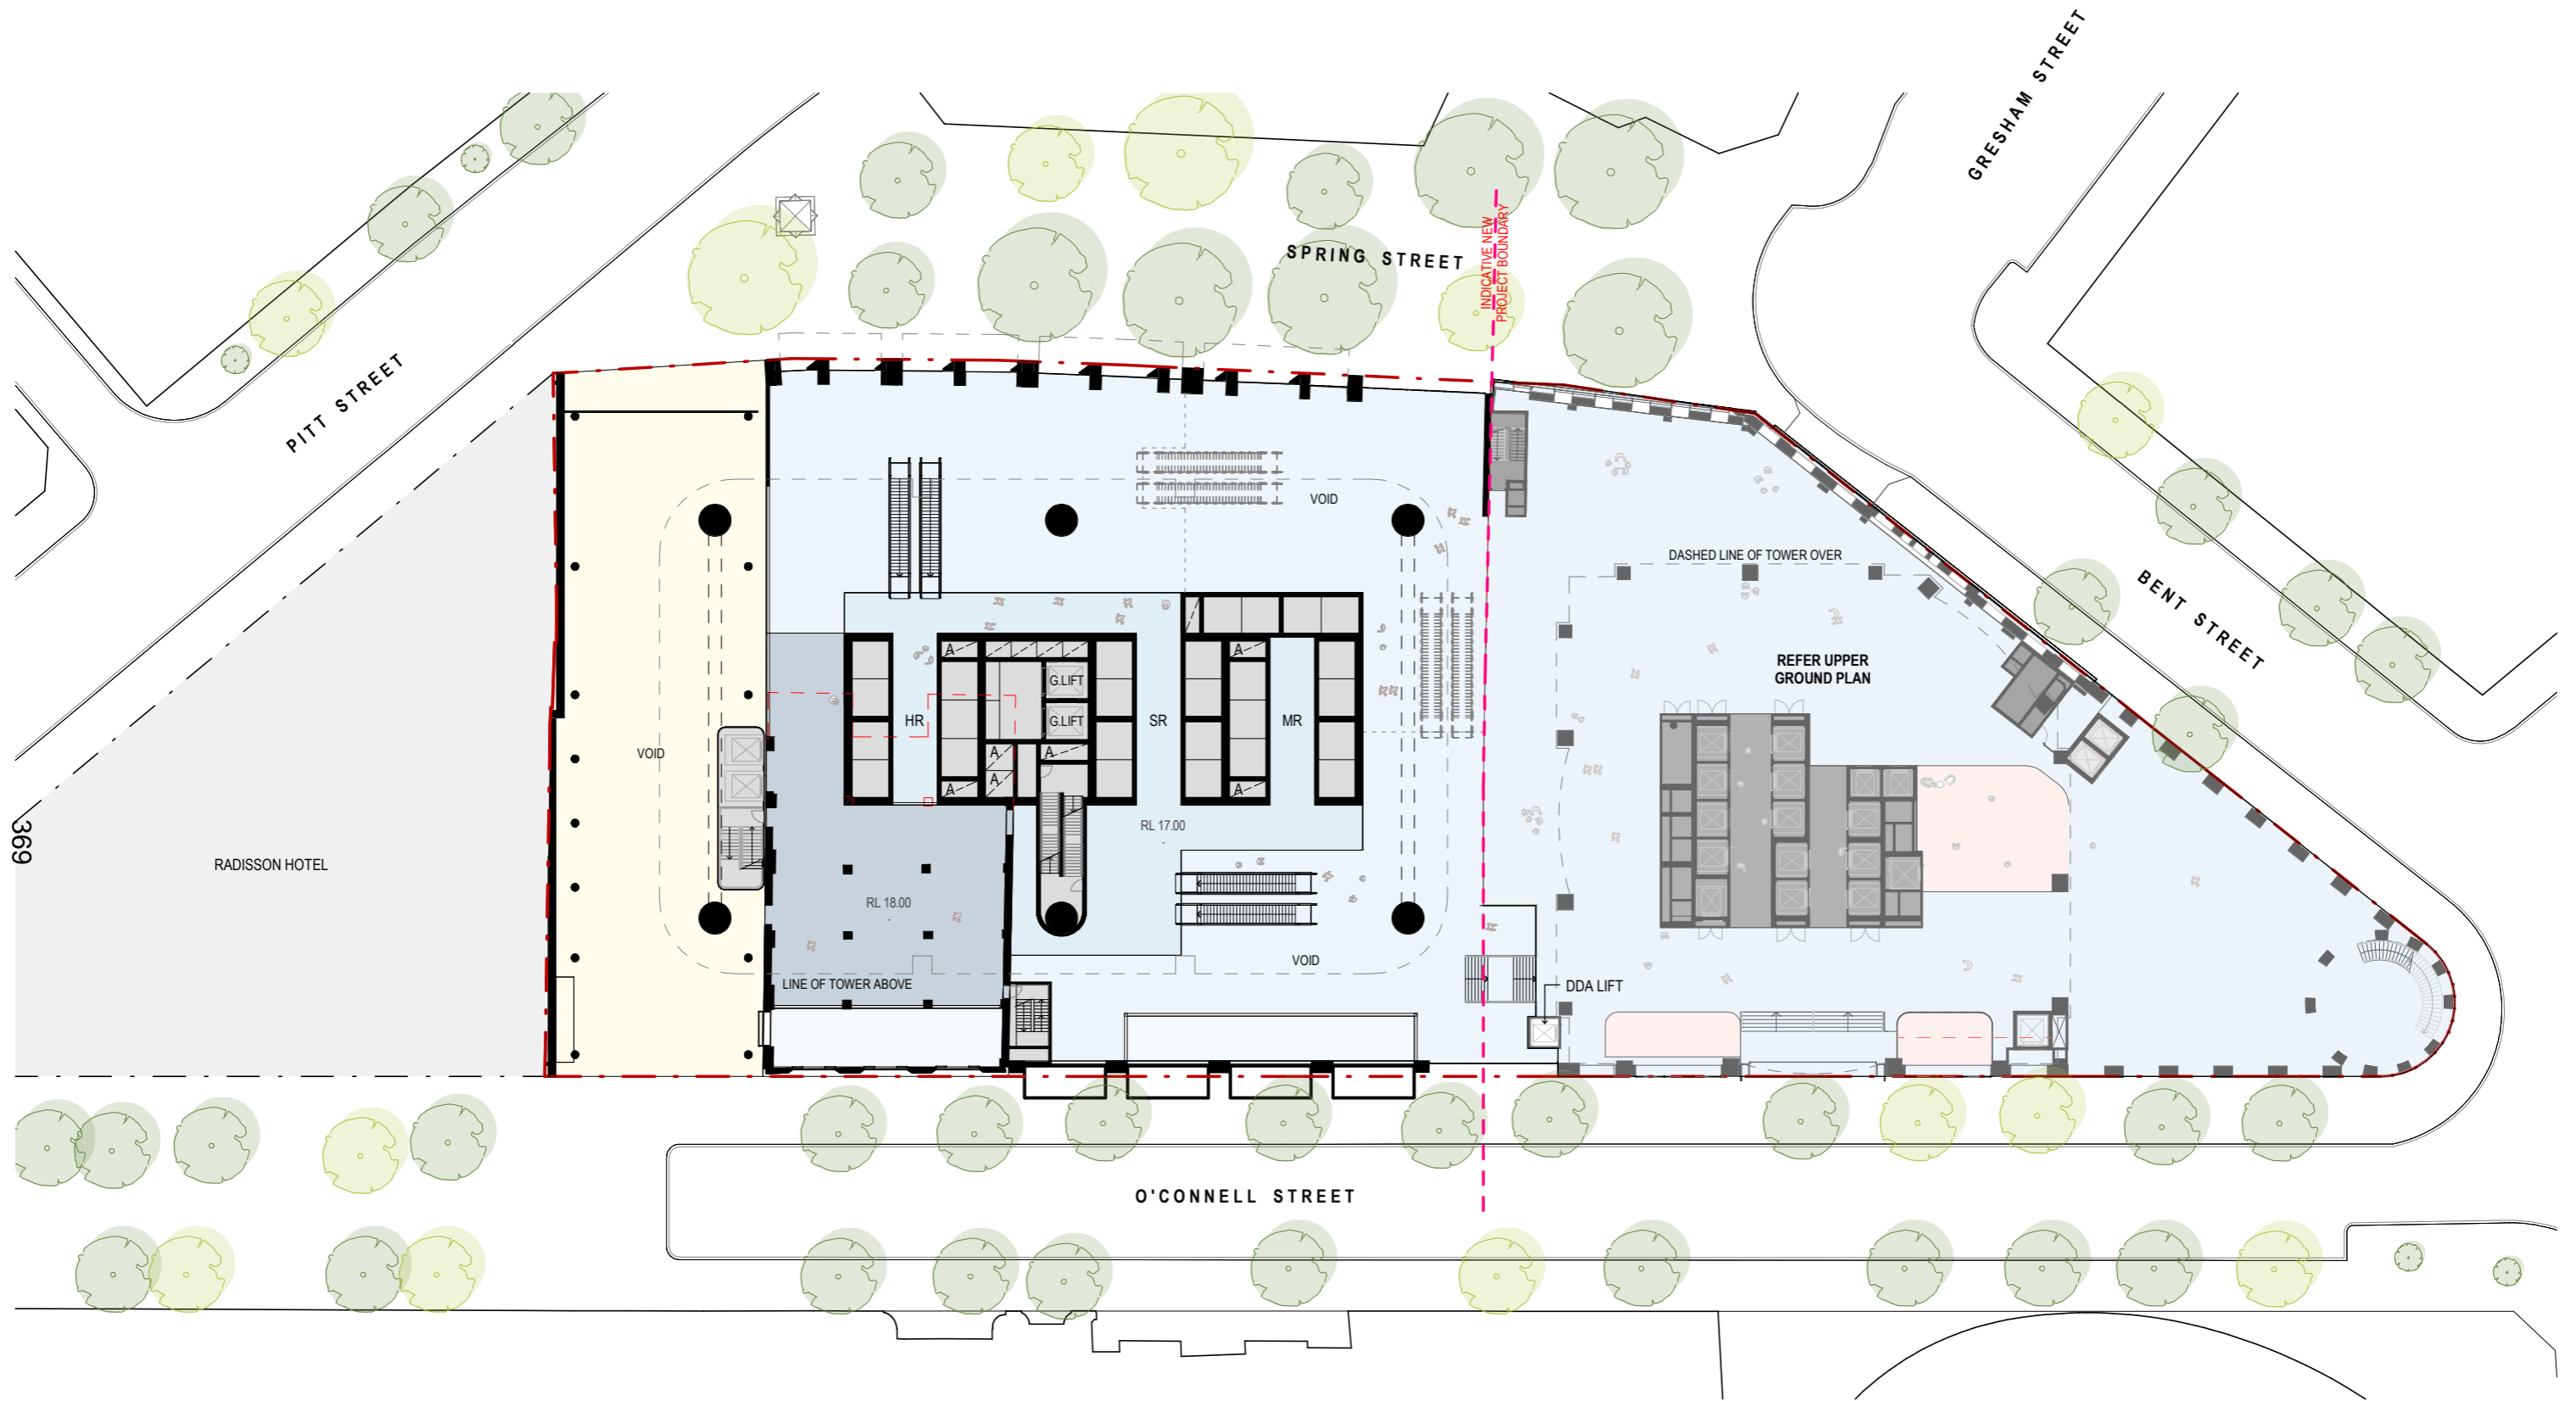 GRESHAM STREET
SPRING STREET
INDICATIVE NEW
PROJECT BOUNDARY
PITT STREET
VOID
DASHED LINE OF TOWER OVER
BENT STREET
REFER UPPER
GROUND PLAN
A
A
G.LIFT
HR
G.LIFT
SR
MR
VOID
A
A
A
A
A
RL 17.00
369
RADISSON HOTEL
RL 18.00
VOID
LINE OF TOWER ABOVE
DDA LIFT
O'CONNELL STREET